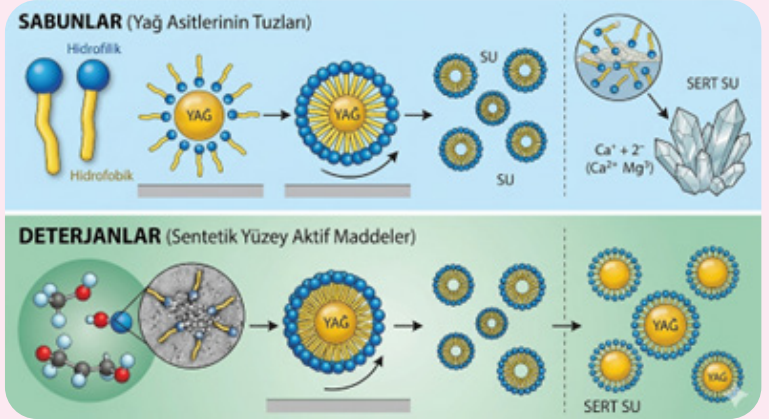 SABUNLAR (Yağ Asitlerinin Tuzları)
Hidrofilik
Hidrofobik
YAĞ
YAĞ
SU
SU
SERT SU
Ca⁺ + 2⁻
(Ca²⁺ Mg³)
DETERJANLAR (Sentetik Yüzey Aktif Maddeler)
YAĞ
YAĞ
YAĞ
SERT SU